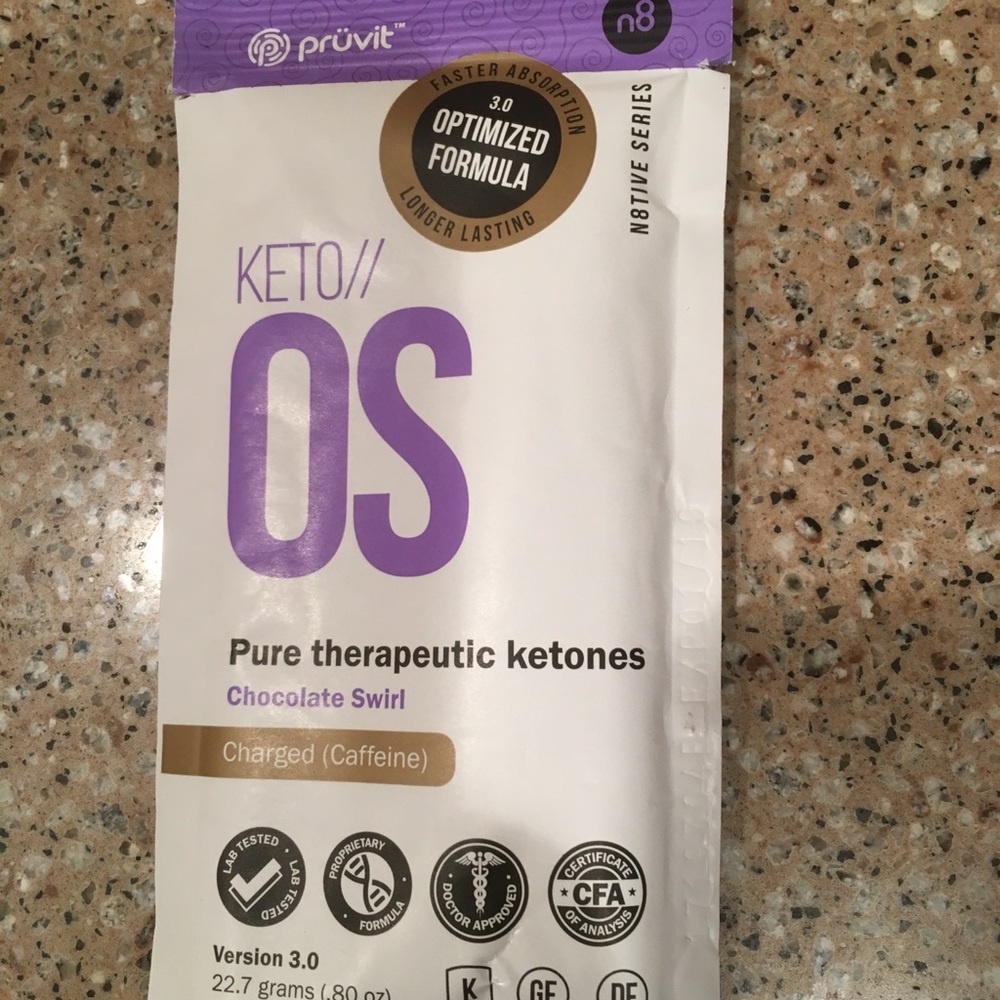 prüvit™
n8
FASTER ABSORPTION
3.0
OPTIMIZED
FORMULA
LONGER LASTING
N8TIVE SERIES
KETO//
OS
Pure therapeutic ketones
Chocolate Swirl
Charged (Caffeine)
LAB TESTED • LAB TESTED
PROPRIETARY • FORMULA
• DOCTOR APPROVED •
CERTIFICATE
CFA
OF ANALYSIS
Version 3.0
22.7 grams (.80 oz)
K
GF
DF